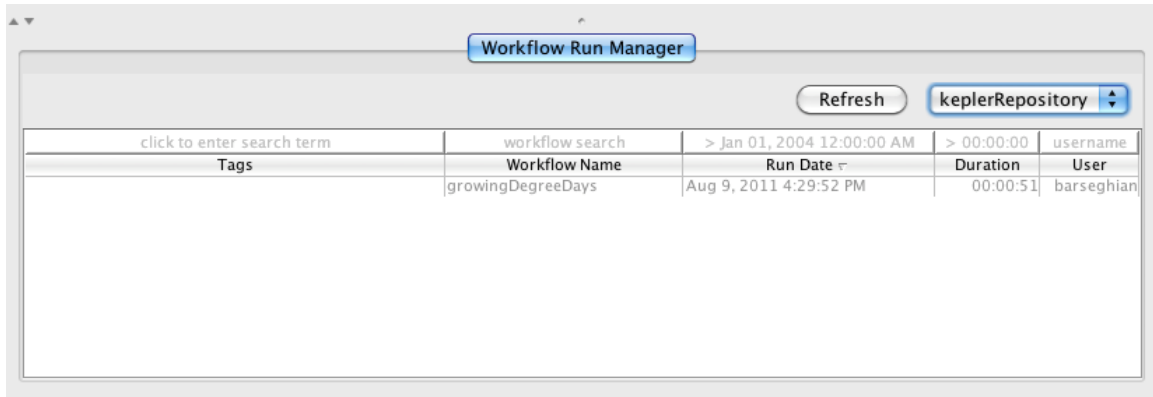 Workflow Run Manager
Refresh keplerRepository
click to enter search term workflow search > Jan 01, 2004 12:00:00 AM > 00:00:00 username
Tags Workflow Name Run Date Duration User
growingDegreeDays Aug 9, 2011 4:29:52 PM 00:00:51 barseghian